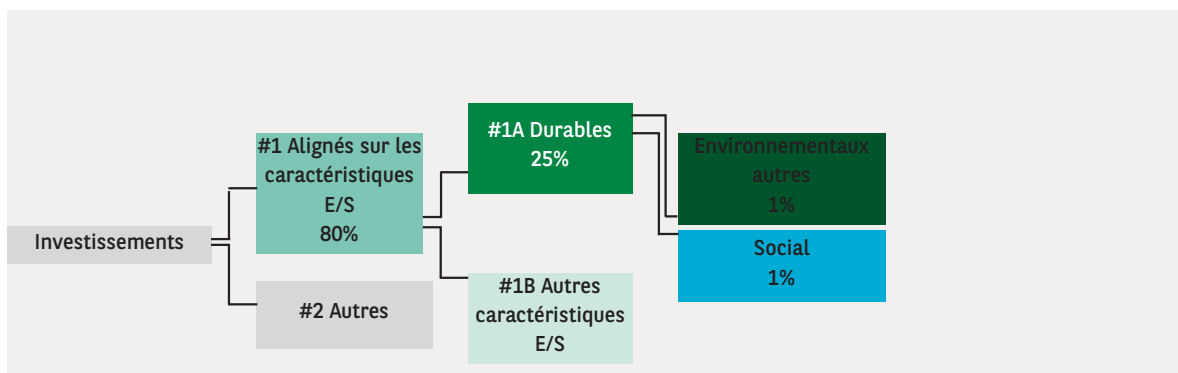 Investissements
#1 Alignés sur les
caractéristiques
E/S
80%
#2 Autres
#1A Durables
25%
#1B Autres
caractéristiques
E/S
Environnementaux
autres
1%
Social
1%